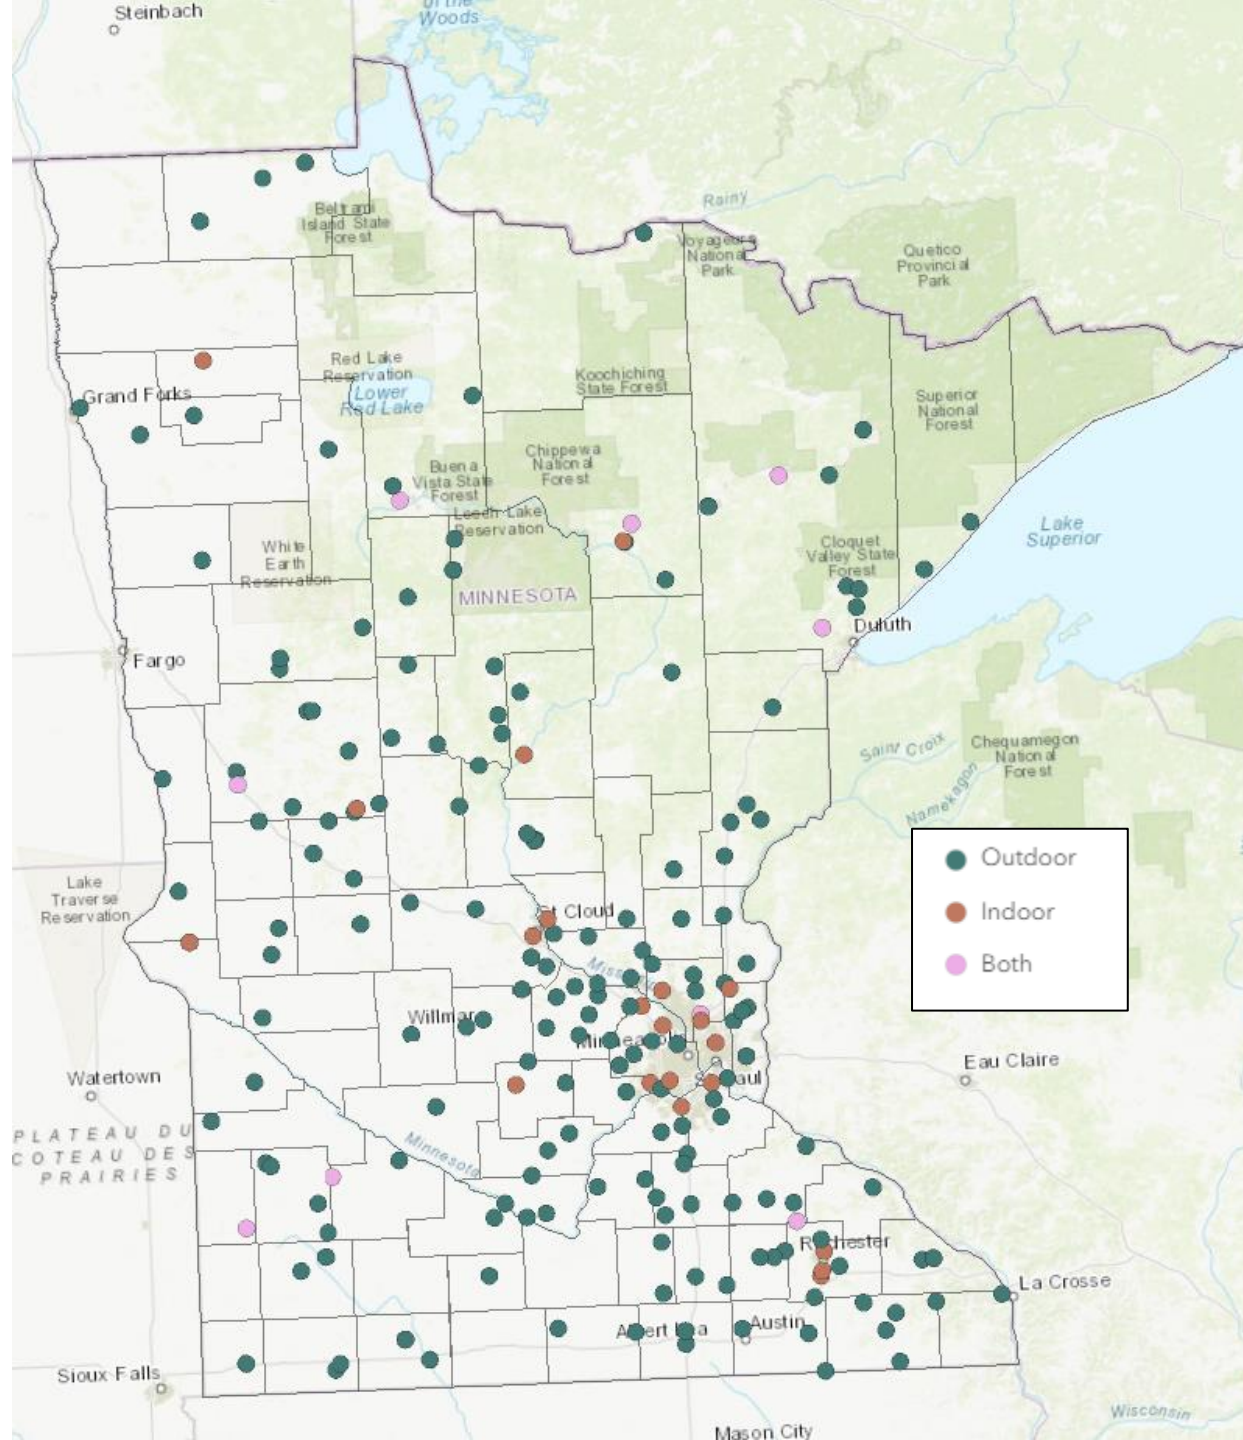 Steinbach
of the
Woods
Rainy
Beltrami
Island State
Forest
Voyageurs
National
Park
Quetico
Provincial
Park
Red Lake
Reservation
Lower
Red Lake
Koochiching
State Forest
Grand Forks
Superior
National
Forest
Chippewa
National
Forest
Buena
Vista State
Forest
Leech Lake
Reservation
Lake
Superior
White
Earth
Reservation
Cloquet
Valley State
Forest
MINNESOTA
Duluth
Fargo
Saint Croix
Chequamegon
National
Forest
Namekagon
Outdoor
Indoor
Both
Lake
Traverse
Reservation
St Cloud
Willmar
Eau Claire
Watertown
PLATEAU DU
COTEAU DES
PRAIRIES
Minnesota
Rochester
La Crosse
Austin
Sioux Falls
Wisconsin
Mason City